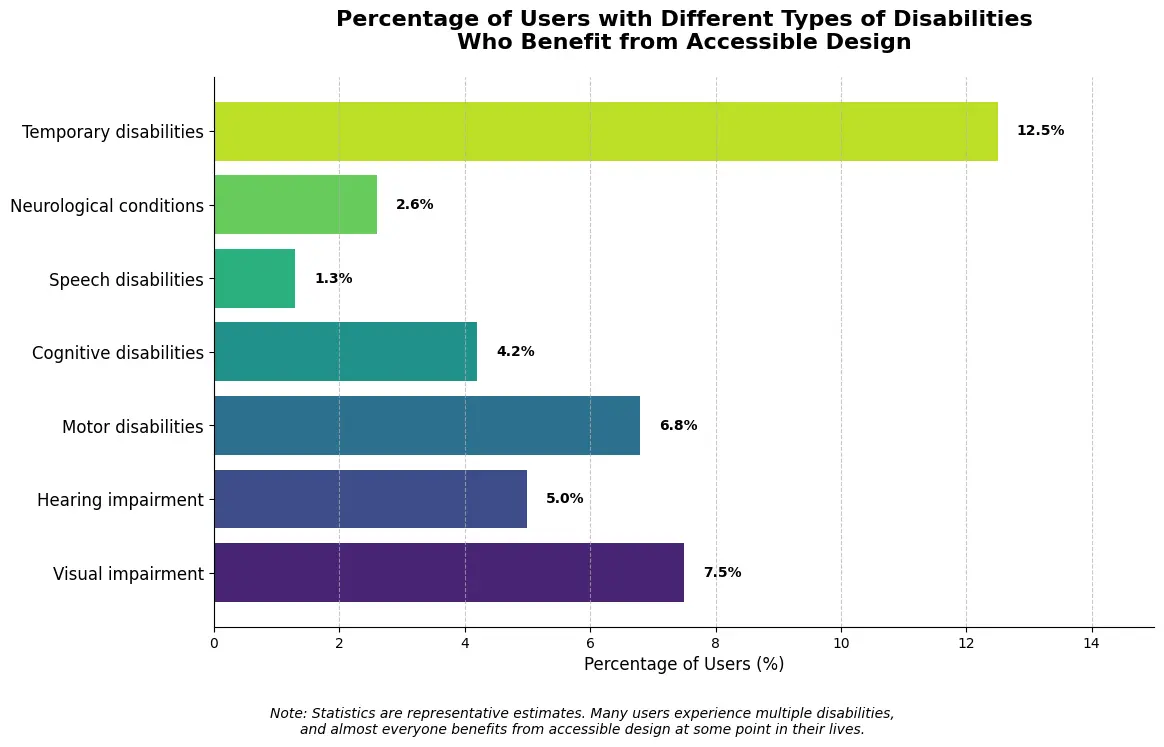 Percentage of Users with Different Types of Disabilities
Who Benefit from Accessible Design
Temporary disabilities
12.5%
Neurological conditions
2.6%
Speech disabilities
1.3%
Cognitive disabilities
4.2%
Motor disabilities
6.8%
Hearing impairment
5.0%
Visual impairment
7.5%
0 2 4 6 8 10 12 14
Percentage of Users (%)
Note: Statistics are representative estimates. Many users experience multiple disabilities,
and almost everyone benefits from accessible design at some point in their lives.